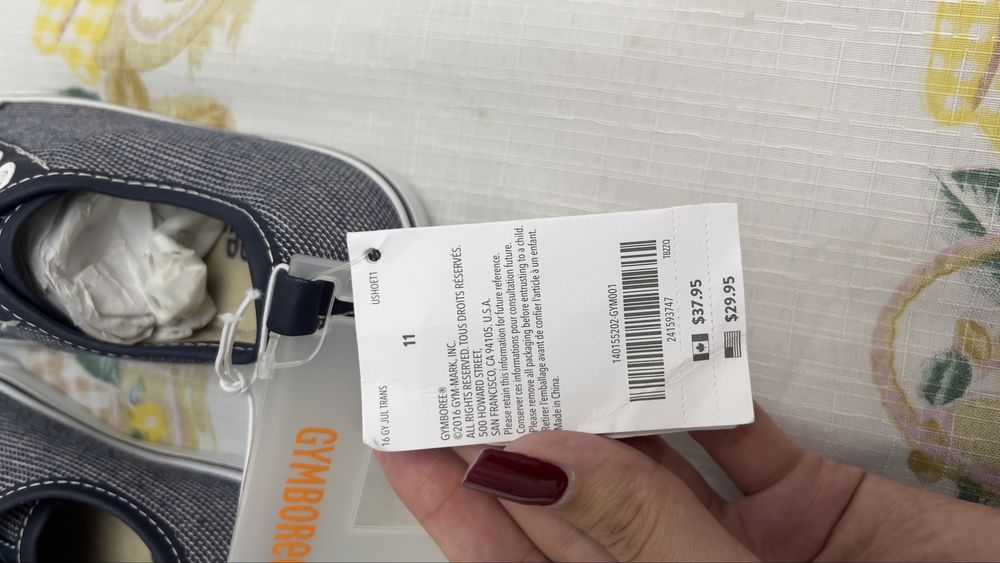 16 GY JUL TRANS
USHOET1
11
GYMBOREE®
©2016 GYM-MARK, INC.
ALL RIGHTS RESERVED. TOUS DROITS RÉSERVÉS.
500 HOWARD STREET,
SAN FRANCISCO, CA 94105, U.S.A.
Please retain this information for future reference.
Conserver ces informations pour consultation future.
Please remove all packaging before entrusting to a child.
Retirer l'emballage avant de confier l'article à un enfant.
Made in China.
140155202-GYM001
241593747
T8ZZ0
$37.95
$29.95
GYMBORee